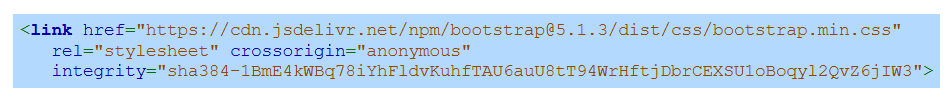 <link href="https://cdn.jsdelivr.net/npm/bootstrap@5.1.3/dist/css/bootstrap.min.css"
rel="stylesheet" crossorigin="anonymous"
integrity="sha384-1BmE4kWBq78iYhFldvKuhfTAU6auU8tT94WrHftjDbrCEXSU1oBoqyl2QvZ6jIW3">